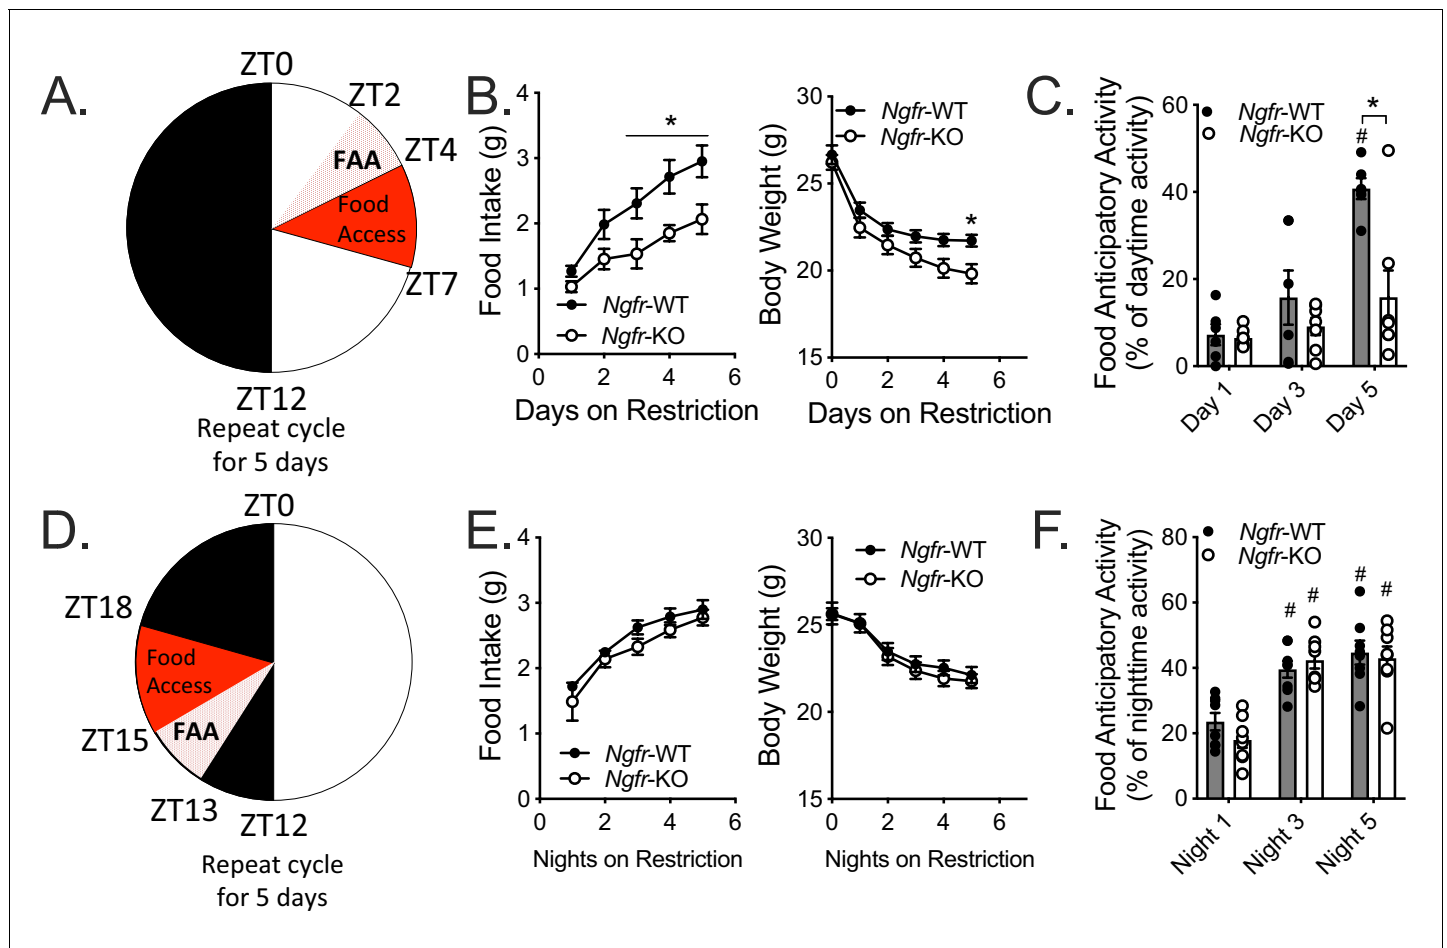 A.
ZT0
ZT2
FAA
ZT4
Food
Access
ZT7
ZT12
Repeat cycle
for 5 days
B.
Food Intake (g)
4
3
2
1
0
*
Ngfr-WT
Ngfr-KO
0 2 4 6
Days on Restriction
Body Weight (g)
30
25
20
15
Ngfr-WT
Ngfr-KO
*
0 2 4 6
Days on Restriction
C.
Food Anticipatory Activity
(% of daytime activity)
60
40
20
0
Ngfr-WT
Ngfr-KO
*
#
Day 1
Day 3
Day 5
D.
ZT0
ZT18
Food
Access
ZT15
FAA
ZT13
ZT12
Repeat cycle
for 5 days
E.
Food Intake (g)
4
3
2
1
0
Ngfr-WT
Ngfr-KO
0 2 4 6
Nights on Restriction
Body Weight (g)
30
25
20
15
Ngfr-WT
Ngfr-KO
0 2 4 6
Nights on Restriction
F.
Food Anticipatory Activity
(% of nighttime activity)
80
60
40
20
0
Ngfr-WT
Ngfr-KO
# # # #
Night 1
Night 3
Night 5